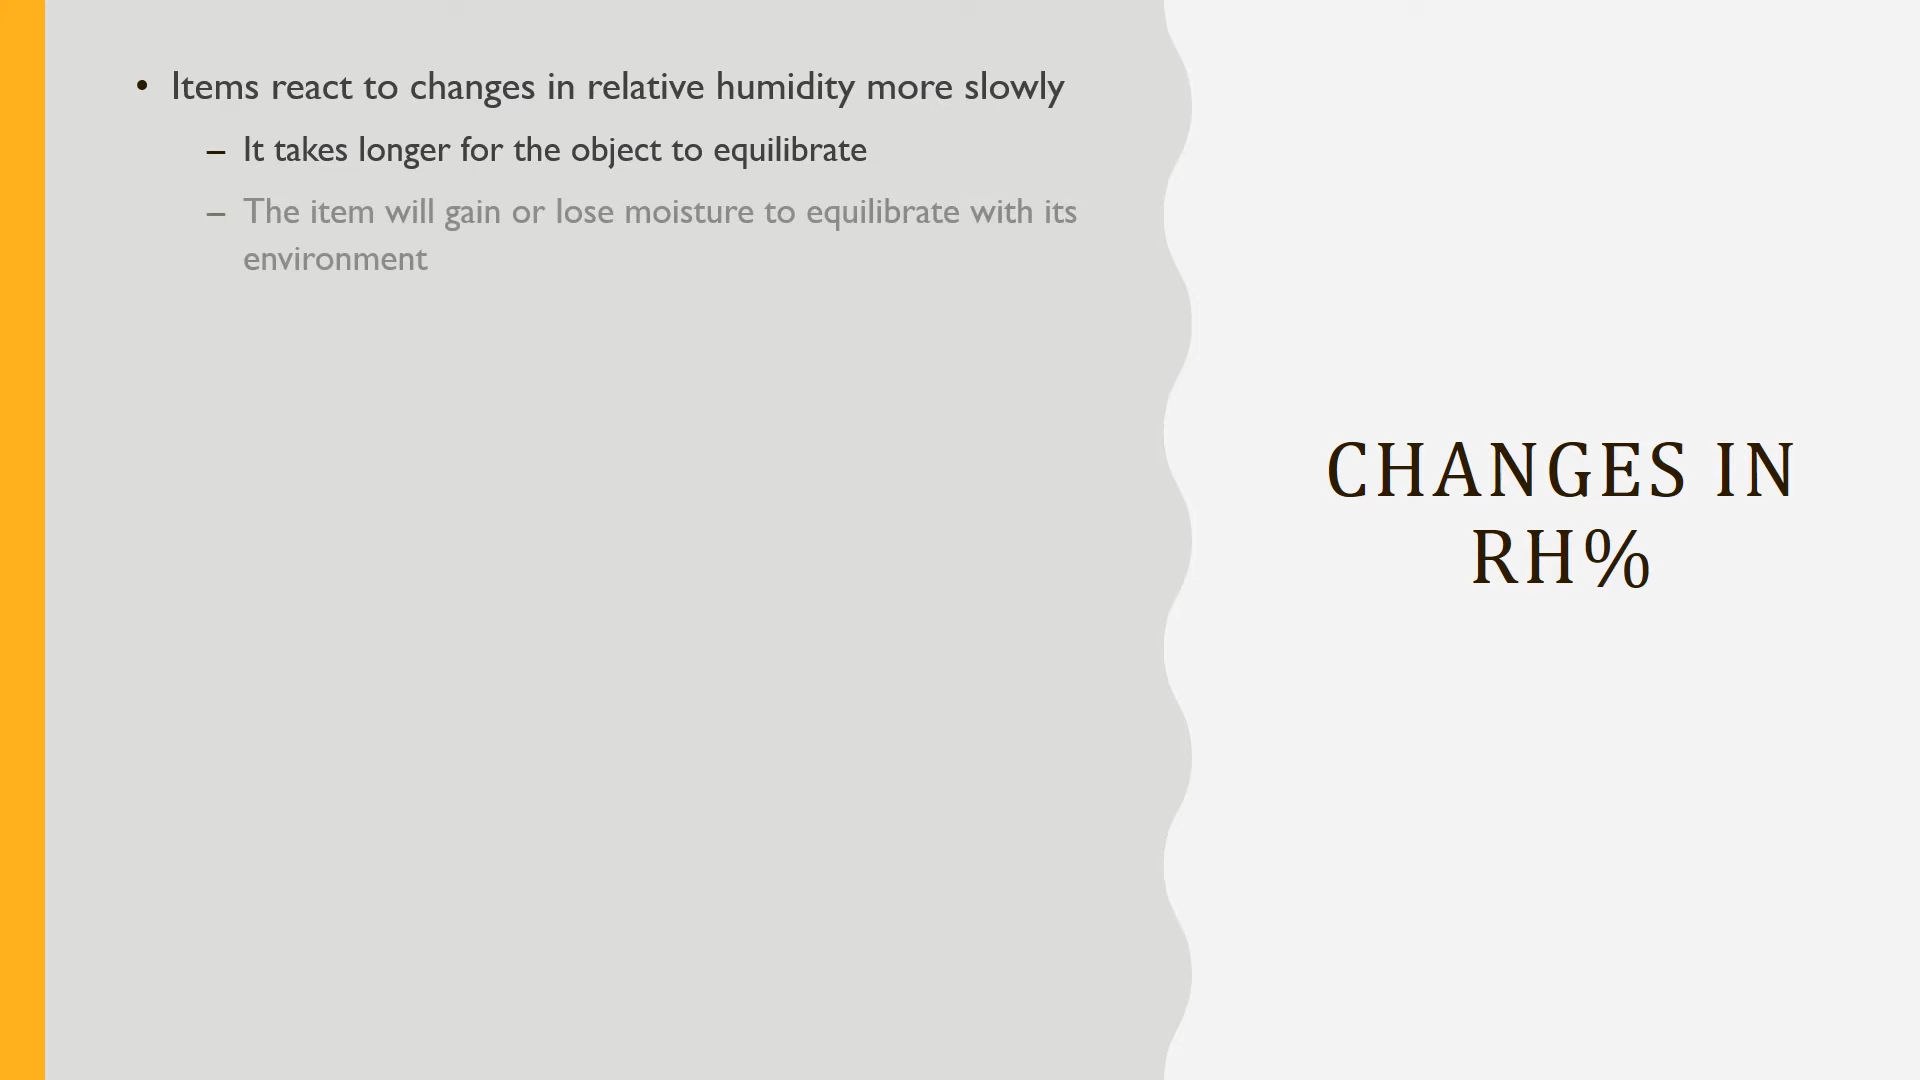 • Items react to changes in relative humidity more slowly
– It takes longer for the object to equilibrate
– The item will gain or lose moisture to equilibrate with its
environment
CHANGES IN
RH%